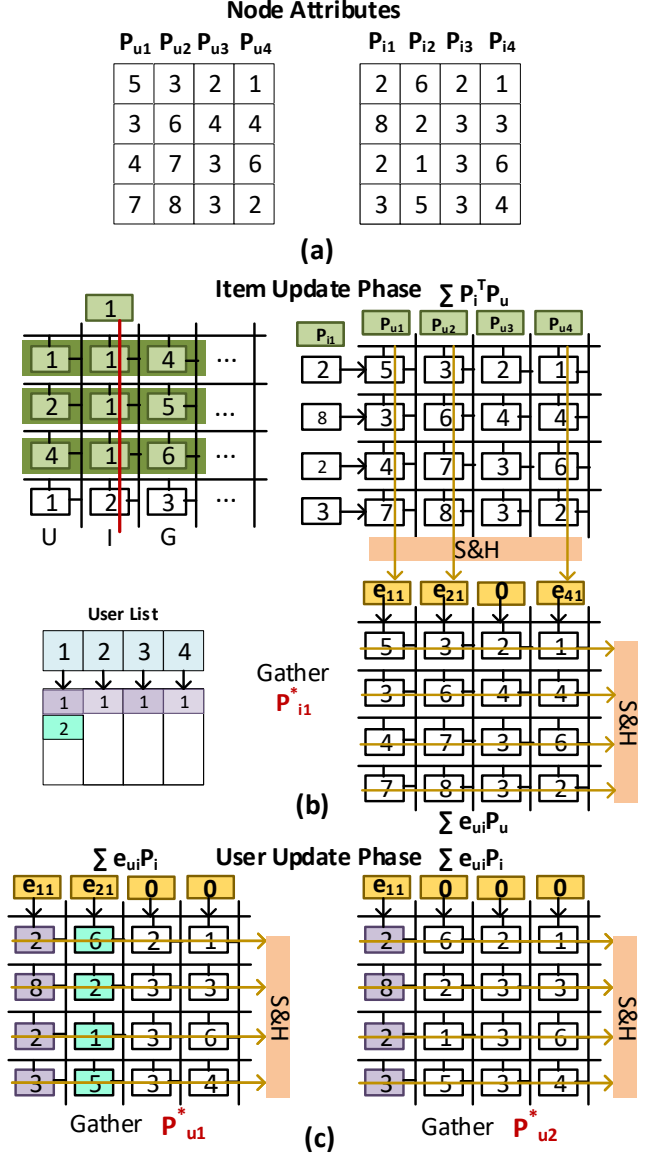 Node Attributes
Pu1 Pu2 Pu3 Pu4
5 3 2 1
3 6 4 4
4 7 3 6
7 8 3 2
Pi1 Pi2 Pi3 Pi4
2 6 2 1
8 2 3 3
2 1 3 6
3 5 3 4
(a)
Item Update Phase ∑ PiTPu
1
1 1 4 ...
2 1 5 ...
4 1 6 ...
1 2 3 ...
U I G
Pi1 Pu1 Pu2 Pu3 Pu4
2 5 3 2 1
8 3 6 4 4
2 4 7 3 6
3 7 8 3 2
S&H
e11 e21 0 e41
5 3 2 1
3 6 4 4
4 7 3 6
7 8 3 2
S&H
User List
1 2 3 4
1 1 1 1
2
Gather
P*i1
(b)
∑ euiPu
User Update Phase
∑ euiPi
e11 e21 0 0
2 6 2 1
8 2 3 3
2 1 3 6
3 5 3 4
S&H
Gather P*u1
∑ euiPi
e11 0 0 0
2 6 2 1
8 2 3 3
2 1 3 6
3 5 3 4
S&H
Gather P*u2
(c)